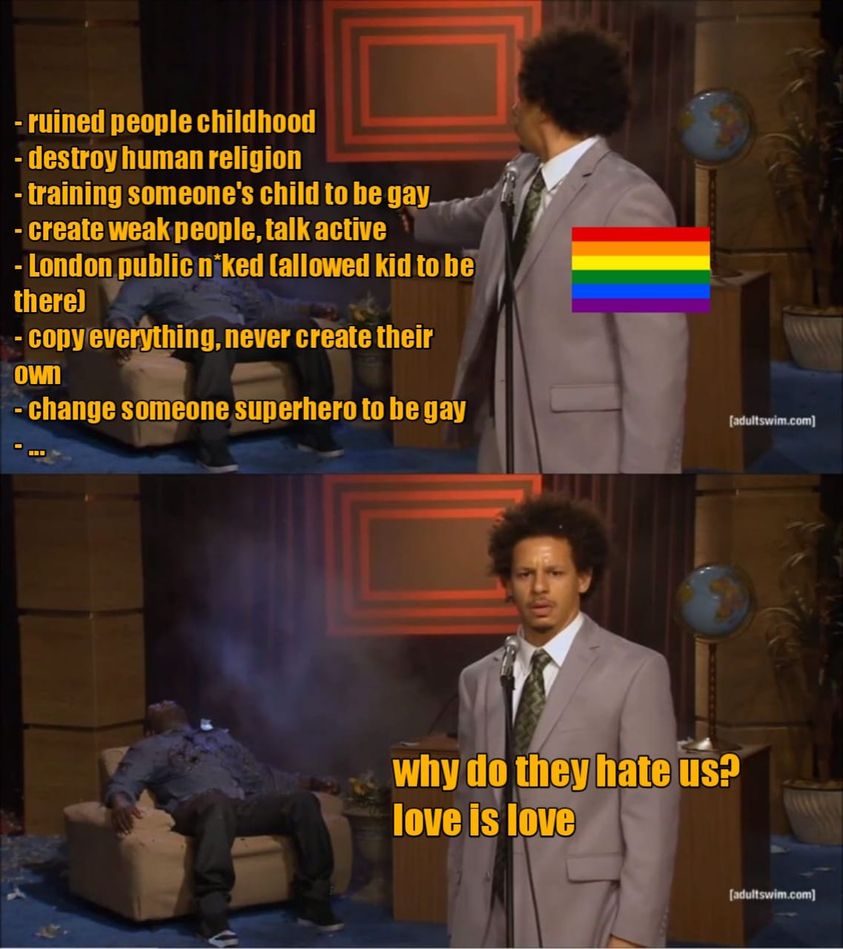 - ruined people childhood
- destroy human religion
- training someone's child to be gay
- create weak people, talk active
- London public n*ked (allowed kid to be
there)
- copy everything, never create their
own
- change someone superhero to be gay
- ...
[adultswim.com]
why do they hate us?
love is love
[adultswim.com]